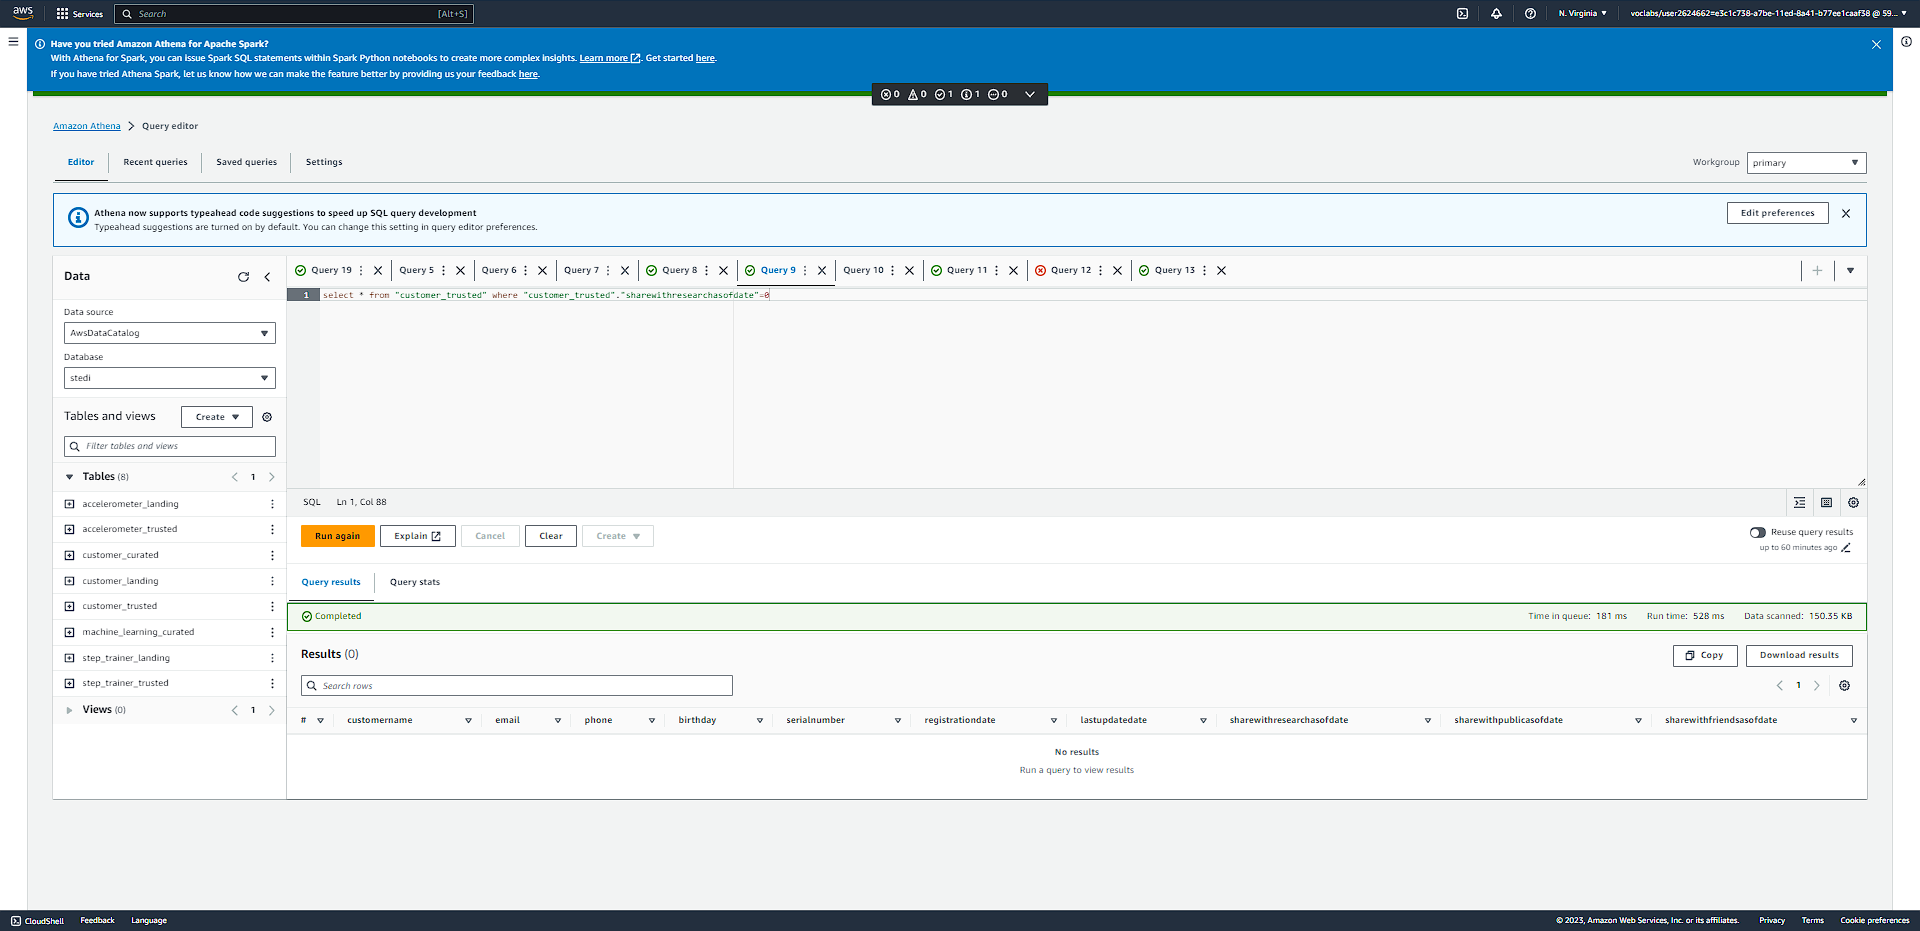 aws Services Search [Alt+S] N. Virginia voclabs/user2624662=e3c1c738-a7be-11ed-8a41-b77ee1caaf38 @ 59...
Have you tried Amazon Athena for Apache Spark?
With Athena for Spark, you can issue Spark SQL statements within Spark Python notebooks to create more complex insights. Learn more. Get started here.
If you have tried Athena Spark, let us know how we can make the feature better by providing us your feedback here.
0 0 1 1 0
Amazon Athena > Query editor
Editor Recent queries Saved queries Settings Workgroup primary
Athena now supports typeahead code suggestions to speed up SQL query development
Typeahead suggestions are turned on by default. You can change this setting in query editor preferences.
Edit preferences
Data
Data source
AwsDataCatalog
Database
stedi
Tables and views Create
Filter tables and views
Tables (8) 1
accelerometer_landing
accelerometer_trusted
customer_curated
customer_landing
customer_trusted
machine_learning_curated
step_trainer_landing
step_trainer_trusted
Views (0) 1
Query 19 Query 5 Query 6 Query 7 Query 8 Query 9 Query 10 Query 11 Query 12 Query 13
1 select * from "customer_trusted" where "customer_trusted"."sharewithresearchasofdate"=0
SQL Ln 1, Col 88
Run again Explain Cancel Clear Create
Reuse query results
up to 60 minutes ago
Query results Query stats
Completed Time in queue: 181 ms Run time: 528 ms Data scanned: 150.35 KB
Results (0) Copy Download results
Search rows 1
# customername email phone birthday serialnumber registrationdate lastupdatedate sharewithresearchasofdate sharewithpublicasofdate sharewithfriendsasofdate
No results
Run a query to view results
CloudShell Feedback Language © 2023, Amazon Web Services, Inc. or its affiliates. Privacy Terms Cookie preferences